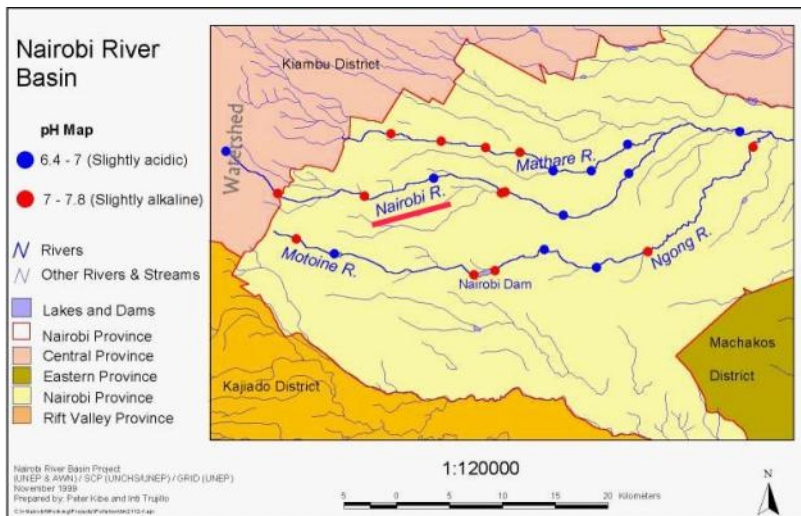 Nairobi River
Basin
pH Map
6.4 - 7 (Slightly acidic)
7 - 7.8 (Slightly alkaline)
Rivers
Other Rivers & Streams
Lakes and Dams
Nairobi Province
Central Province
Eastern Province
Nairobi Province
Rift Valley Province
Kiambu District
Watershed
Mathare R.
Nairobi R.
Motoine R.
Ngong R.
Nairobi Dam
Machakos
District
Kajiado District
Nairobi River Basin Project
(UNEP & AWN) / SCP (UNCHS/UNEP) / GRID (UNEP)
November 1999
Prepared by: Peter Kibe and Inti Trujillo
1:120000
5 0 5 10 15 20 Kilometers
N